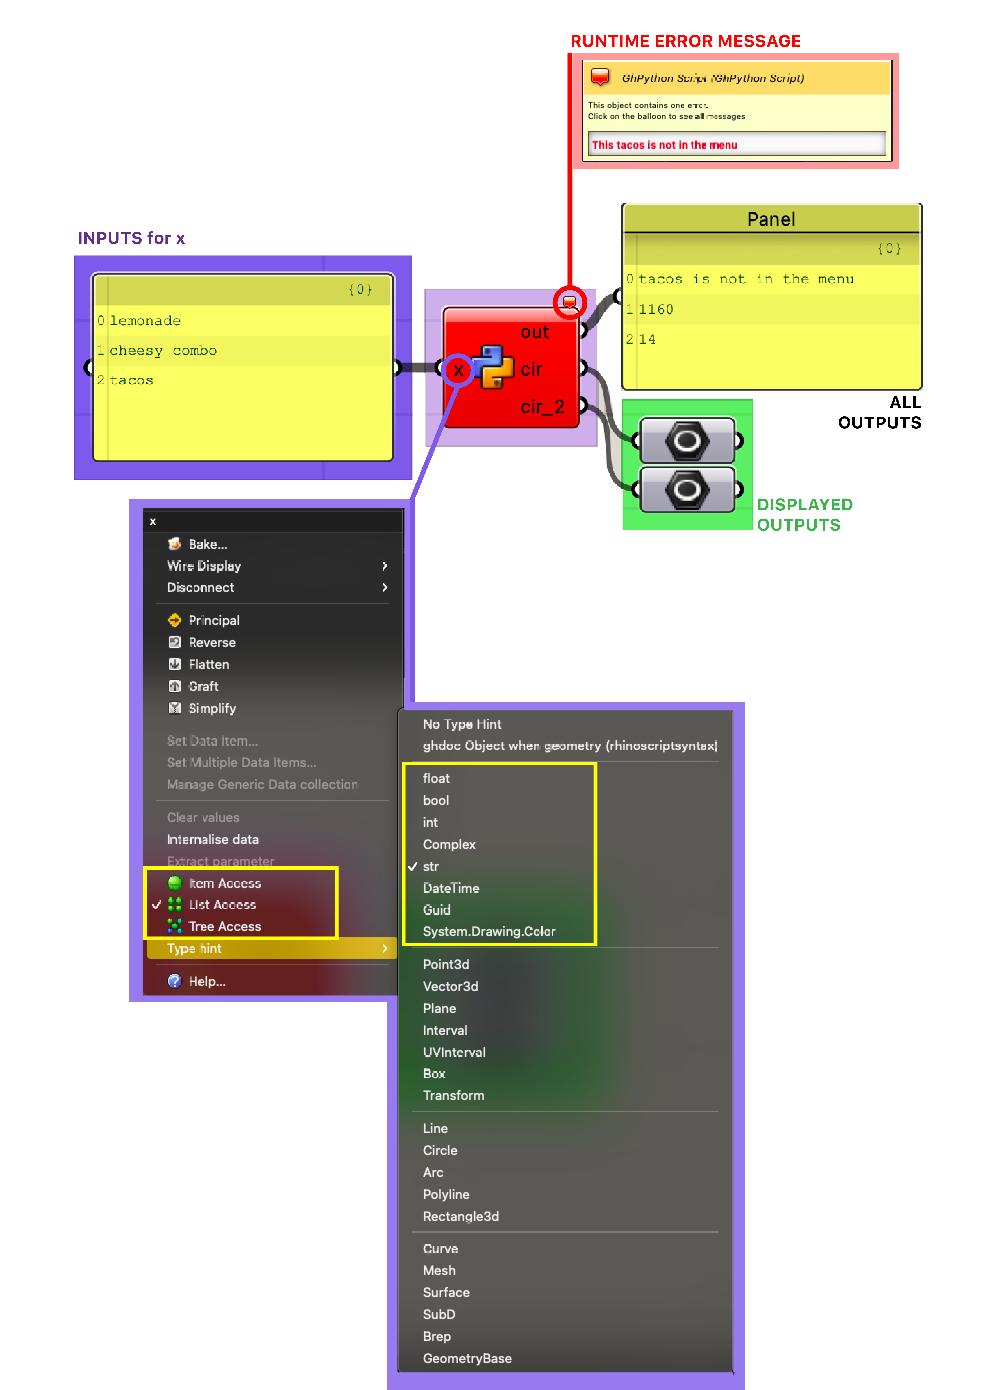 RUNTIME ERROR MESSAGE
GhPython Script (GhPython Script)
This object contains one error.
Click on the balloon to see all messages
This tacos is not in the menu
INPUTS for x
{0}
0 lemonade
1 cheesy combo
2 tacos
x
out
cir
cir_2
Panel
{0}
0 tacos is not in the menu
1 1160
2 14
ALL
OUTPUTS
DISPLAYED
OUTPUTS
x
Bake...
Wire Display
Disconnect
Principal
Reverse
Flatten
Graft
Simplify
Set Data Item...
Set Multiple Data Items...
Manage Generic Data collection
Clear values
Internalise data
Extract parameter
Item Access
List Access
Tree Access
Type hint
Help...
No Type Hint
ghdoc Object when geometry (rhinoscriptsyntax)
float
bool
int
Complex
str
DateTime
Guid
System.Drawing.Color
Point3d
Vector3d
Plane
Interval
UVInterval
Box
Transform
Line
Circle
Arc
Polyline
Rectangle3d
Curve
Mesh
Surface
SubD
Brep
GeometryBase